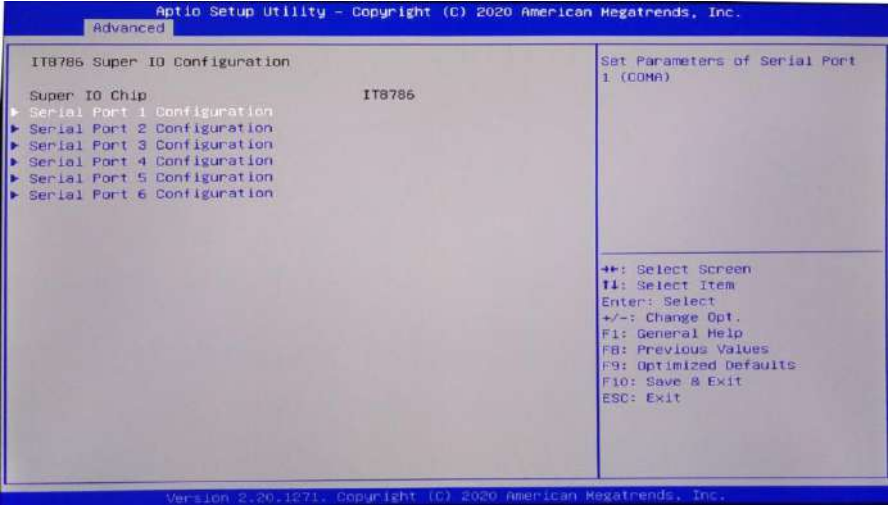 Aptio Setup Utility – Copyright (C) 2020 American Megatrends, Inc.
Advanced
IT8786 Super IO Configuration
Super IO Chip IT8786
► Serial Port 1 Configuration
► Serial Port 2 Configuration
► Serial Port 3 Configuration
► Serial Port 4 Configuration
► Serial Port 5 Configuration
► Serial Port 6 Configuration
Set Parameters of Serial Port
1 (COMA)
→←: Select Screen
↑↓: Select Item
Enter: Select
+/-: Change Opt.
F1: General Help
F8: Previous Values
F9: Optimized Defaults
F10: Save & Exit
ESC: Exit
Version 2.20.1271. Copyright (C) 2020 American Megatrends, Inc.